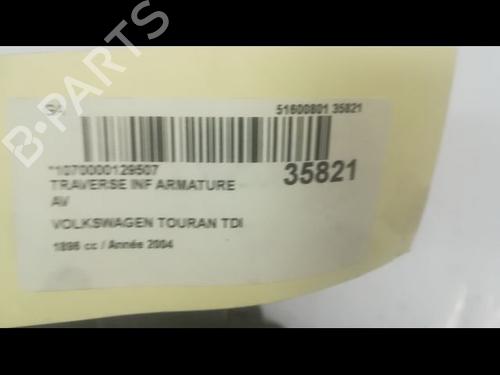 51600801 35821
*1070000129507
35821
TRAVERSE INF ARMATURE
AV
VOLKSWAGEN TOURAN TDI
1896 cc / Année 2004
B-PARTS